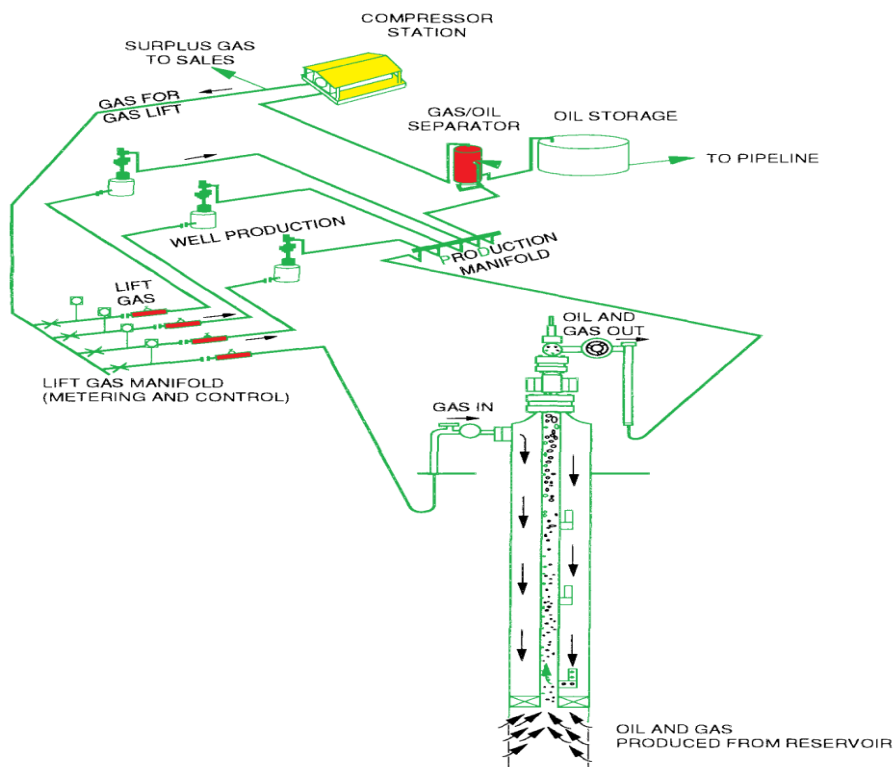 COMPRESSOR
STATION
SURPLUS GAS
TO SALES
GAS FOR
GAS LIFT
GAS/OIL
SEPARATOR
OIL STORAGE
TO PIPELINE
WELL PRODUCTION
PRODUCTION
MANIFOLD
LIFT
GAS
OIL AND
GAS OUT
LIFT GAS MANIFOLD
(METERING AND CONTROL)
GAS IN
OIL AND GAS
PRODUCED FROM RESERVOIR